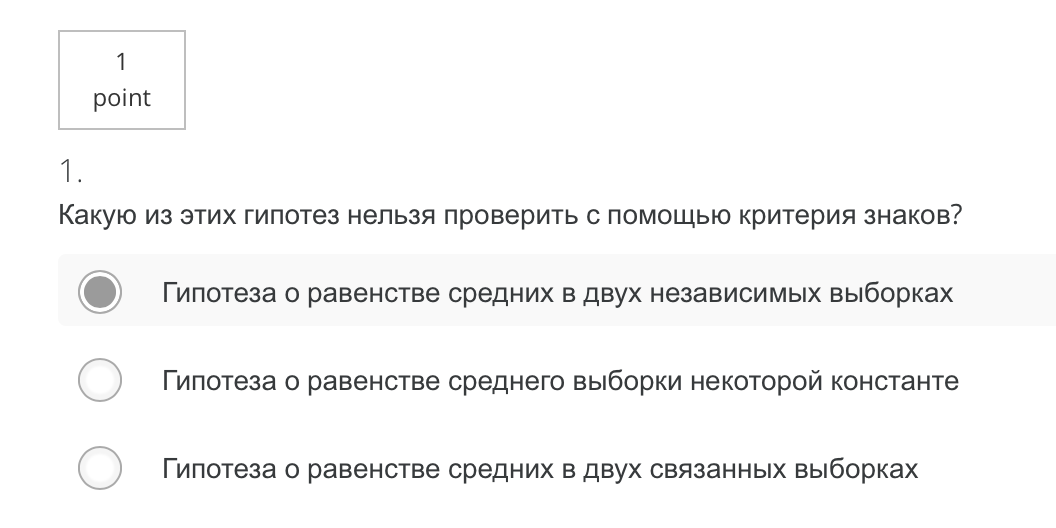 1
point
1.
Какую из этих гипотез нельзя проверить с помощью критерия знаков?
Гипотеза о равенстве средних в двух независимых выборках
Гипотеза о равенстве среднего выборки некоторой константе
Гипотеза о равенстве средних в двух связанных выборках